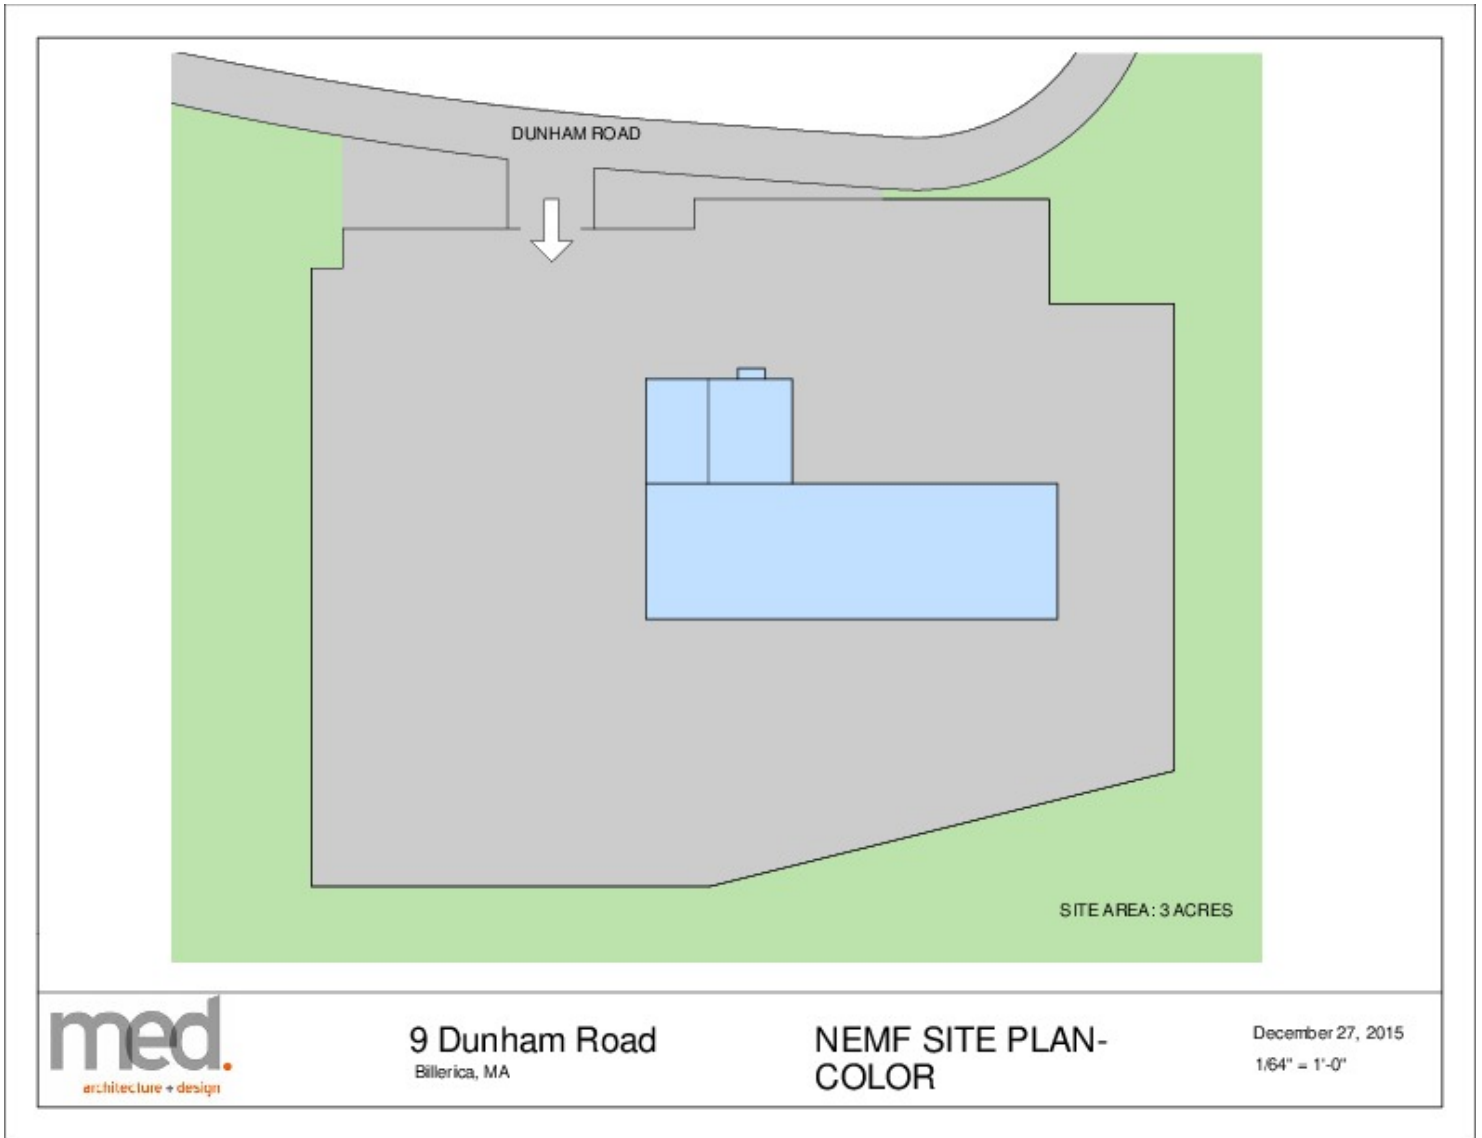 DUNHAM ROAD
SITE AREA: 3 ACRES
med.
architecture + design
9 Dunham Road
Billerica, MA
NEMF SITE PLAN-
COLOR
December 27, 2015
1/64" = 1'-0"